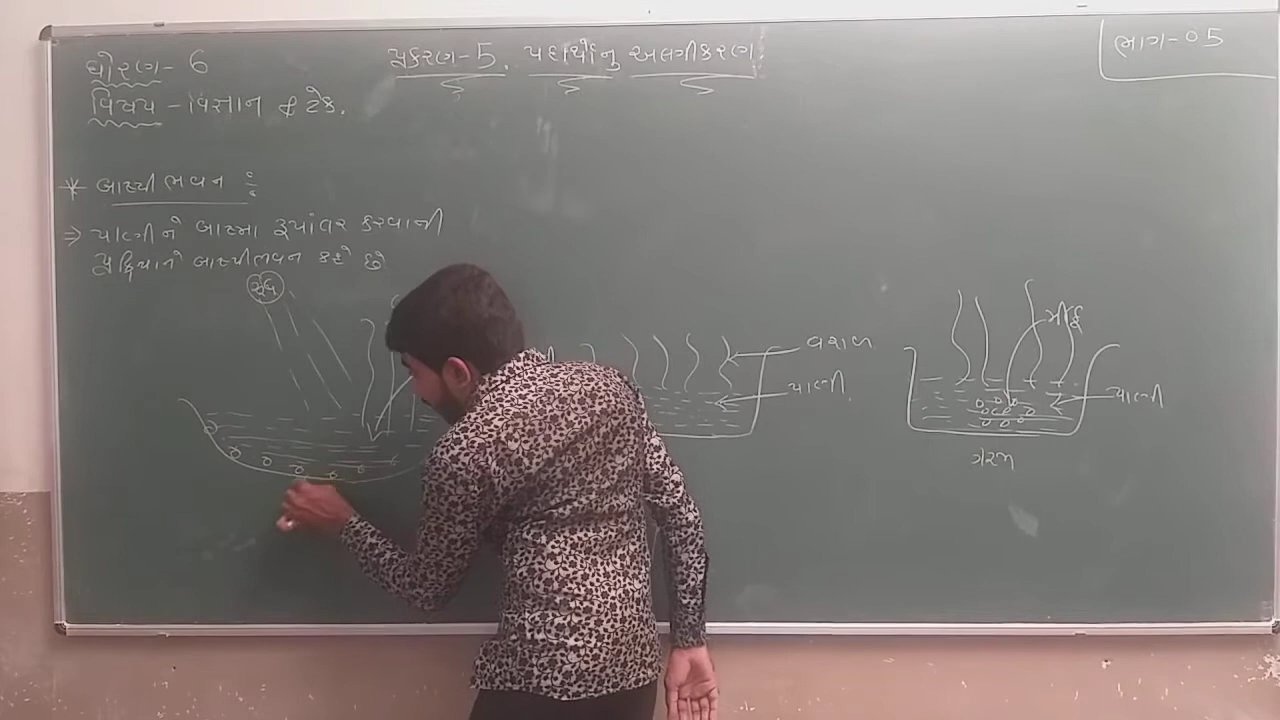 ધોરણ - 6
પ્રકરણ - 5. પદાર્થોનું અલગીકરણ
ભાગ - 05
વિષય - વિજ્ઞાન & ટેક.
* બાષ્પીભવન :
⇒ પાણીને બાષ્પમા રૂપાંતર કરવાની
પ્રક્રિયાને બાષ્પીભવન કહે છે
સૂર્ય
વરાળ
પાણી
મીઠુ
પાણી
ગરમ